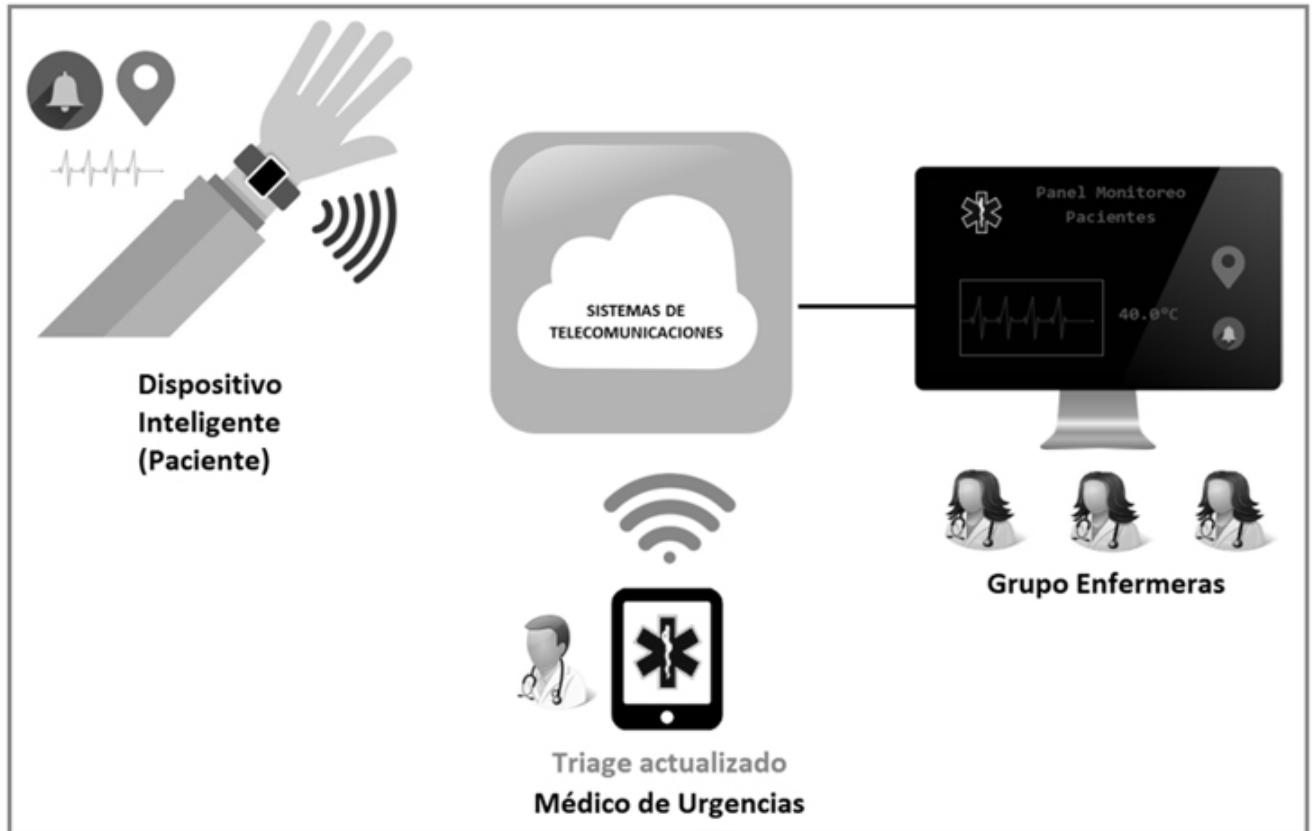 Dispositivo
Inteligente
(Paciente)
SISTEMAS DE
TELECOMUNICACIONES
Panel Monitoreo
Pacientes
40.0°C
Grupo Enfermeras
Triage actualizado
Médico de Urgencias